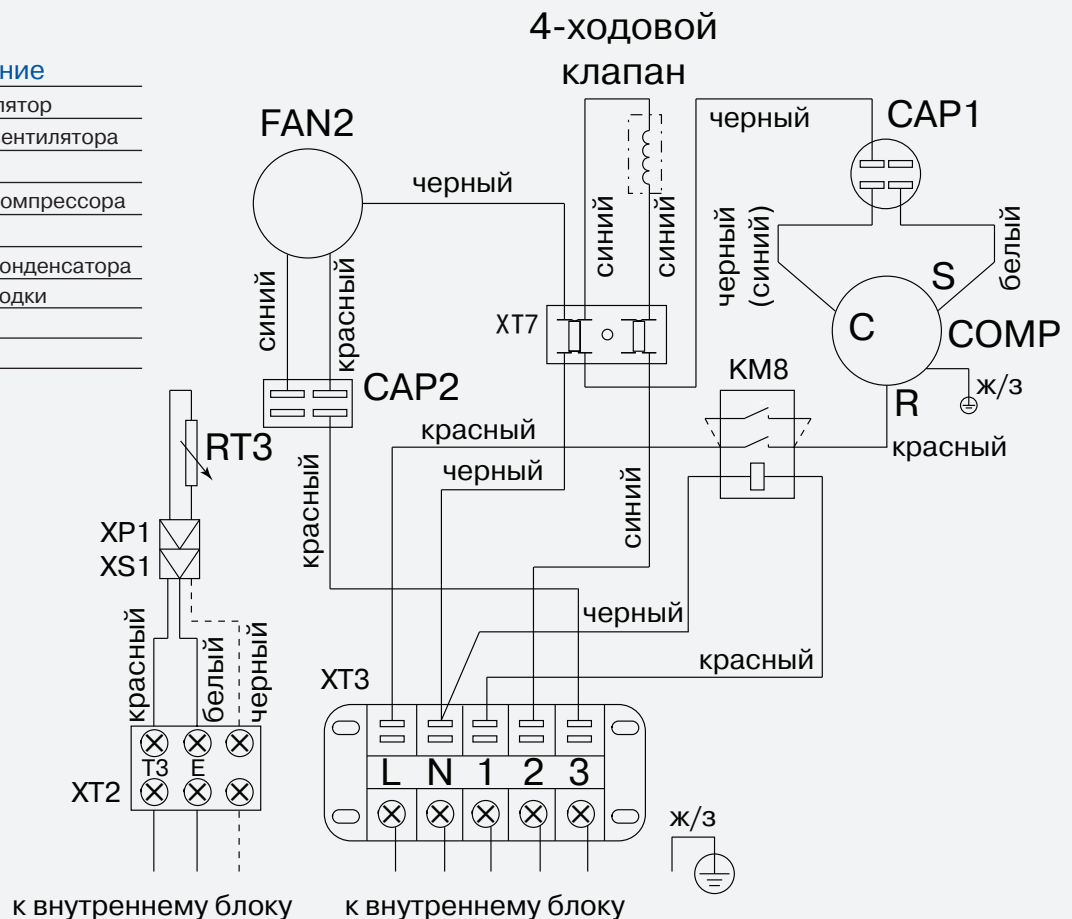 4-ходовой
клапан
ние
лятор
ентилятора
омпрессора
онденсатора
одки
FAN2
черный
черный
CAP1
синий
синий
черный
(синий)
белый
S
C
COMP
R
ж/з
синий
красный
XT7
KM8
CAP2
красный
красный
черный
RT3
красный
синий
XP1
XS1
черный
красный
красный
белый
черный
XT3
T3 E
XT2
L N 1 2 3
ж/з
к внутреннему блоку
к внутреннему блоку